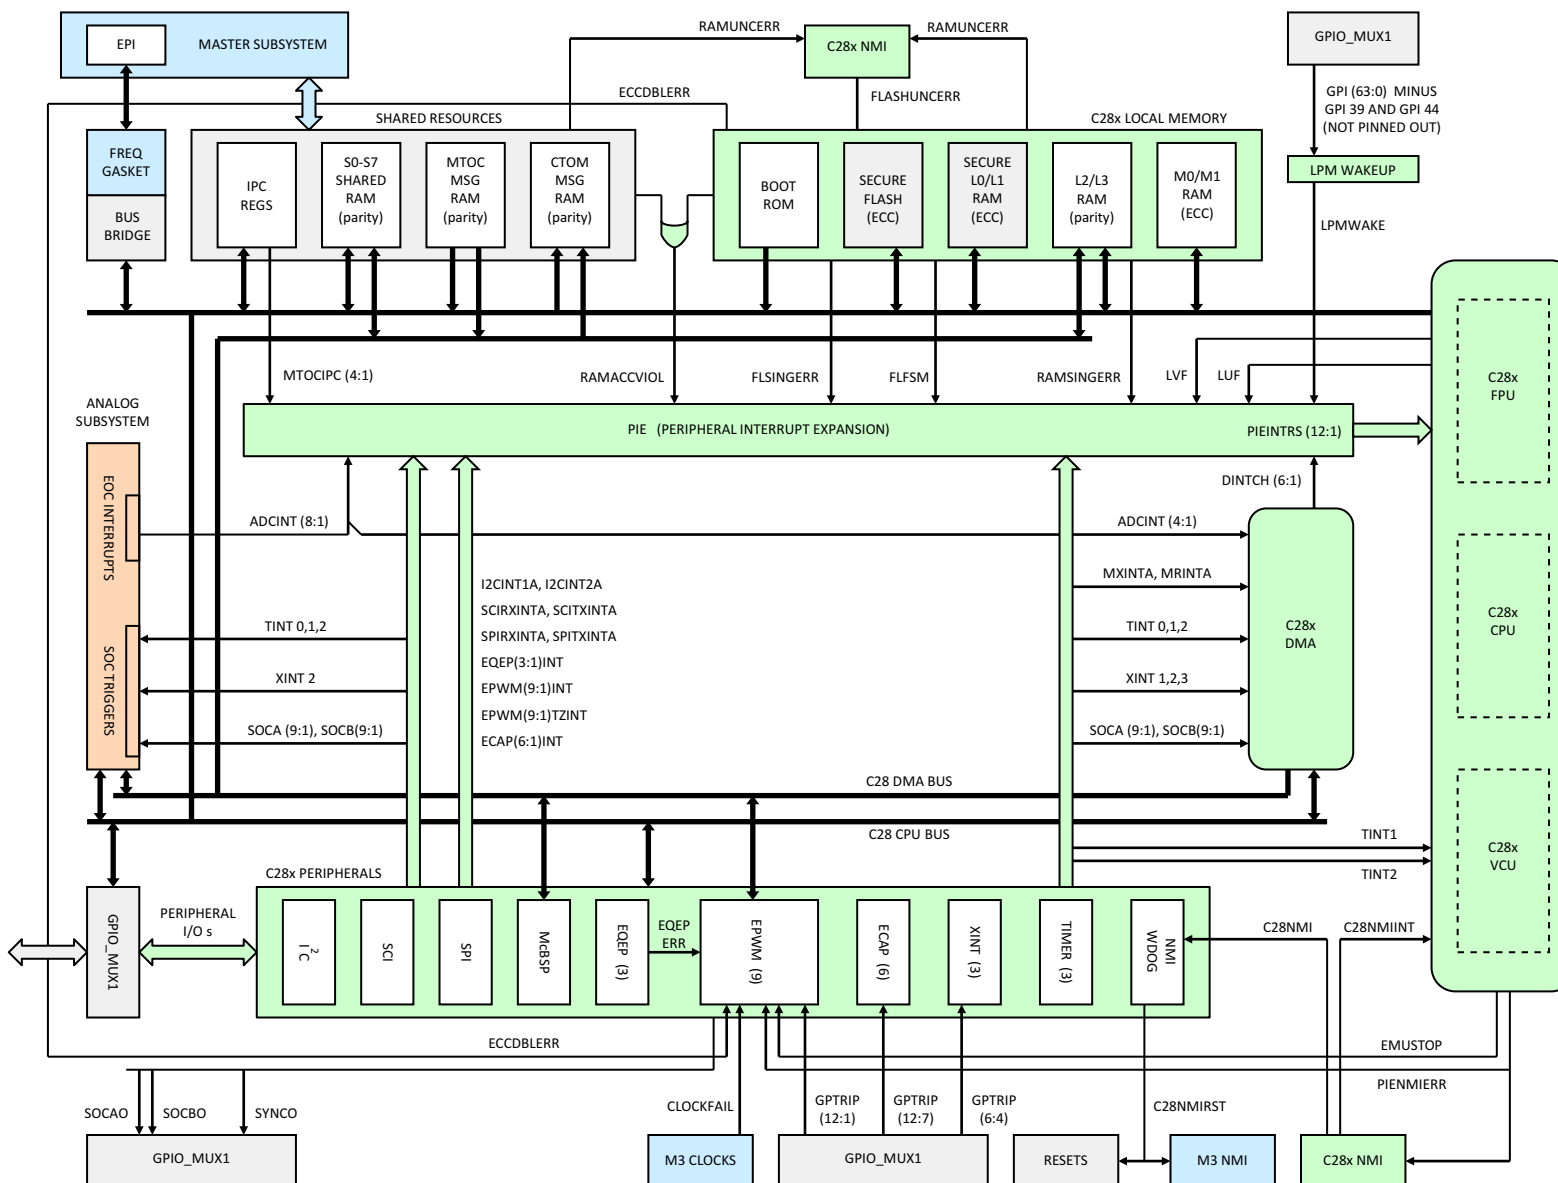 EPI
MASTER SUBSYSTEM
RAMUNCERR
C28x NMI
RAMUNCERR
GPIO_MUX1
ECCDBLERR
FLASHUNCERR
GPI (63:0) MINUS
GPI 39 AND GPI 44
(NOT PINNED OUT)
SHARED RESOURCES
C28x LOCAL MEMORY
FREQ
GASKET
BUS
BRIDGE
IPC
REGS
S0-S7
SHARED
RAM
(parity)
MTOC
MSG
RAM
(parity)
CTOM
MSG
RAM
(parity)
BOOT
ROM
SECURE
FLASH
(ECC)
SECURE
L0/L1
RAM
(ECC)
L2/L3
RAM
(parity)
M0/M1
RAM
(ECC)
LPM WAKEUP
LPMWAKE
MTOCIPC (4:1)
RAMACCVIOL
FLSINGERR
FLFSM
RAMSINGERR
LVF
LUF
C28x
FPU
ANALOG
SUBSYSTEM
PIE (PERIPHERAL INTERRUPT EXPANSION)
PIEINTRS (12:1)
DINTCH (6:1)
EOC INTERRUPTS
ADCINT (8:1)
ADCINT (4:1)
I2CINT1A, I2CINT2A
SCIRXINTA, SCITXINTA
SPIRXINTA, SPITXINTA
EQEP(3:1)INT
EPWM(9:1)INT
EPWM(9:1)TZINT
ECAP(6:1)INT
MXINTA, MRINTA
SOC TRIGGERS
TINT 0,1,2
TINT 0,1,2
C28x
DMA
C28x
CPU
XINT 2
XINT 1,2,3
SOCA (9:1), SOCB(9:1)
SOCA (9:1), SOCB(9:1)
C28 DMA BUS
C28 CPU BUS
TINT1
TINT2
C28x
VCU
C28x PERIPHERALS
GPIO_MUX1
PERIPHERAL
I/O s
I2C
SCI
SPI
McBSP
EQEP (3)
EQEP
ERR
EPWM (9)
ECAP (6)
XINT (3)
TIMER (3)
NMI
WDOG
C28NMI
C28NMIINT
ECCDBLERR
EMUSTOP
PIENMIERR
SOCAO
SOCBO
SYNCO
CLOCKFAIL
GPTRIP
(12:1)
GPTRIP
(12:7)
GPTRIP
(6:4)
C28NMIRST
GPIO_MUX1
M3 CLOCKS
GPIO_MUX1
RESETS
M3 NMI
C28x NMI